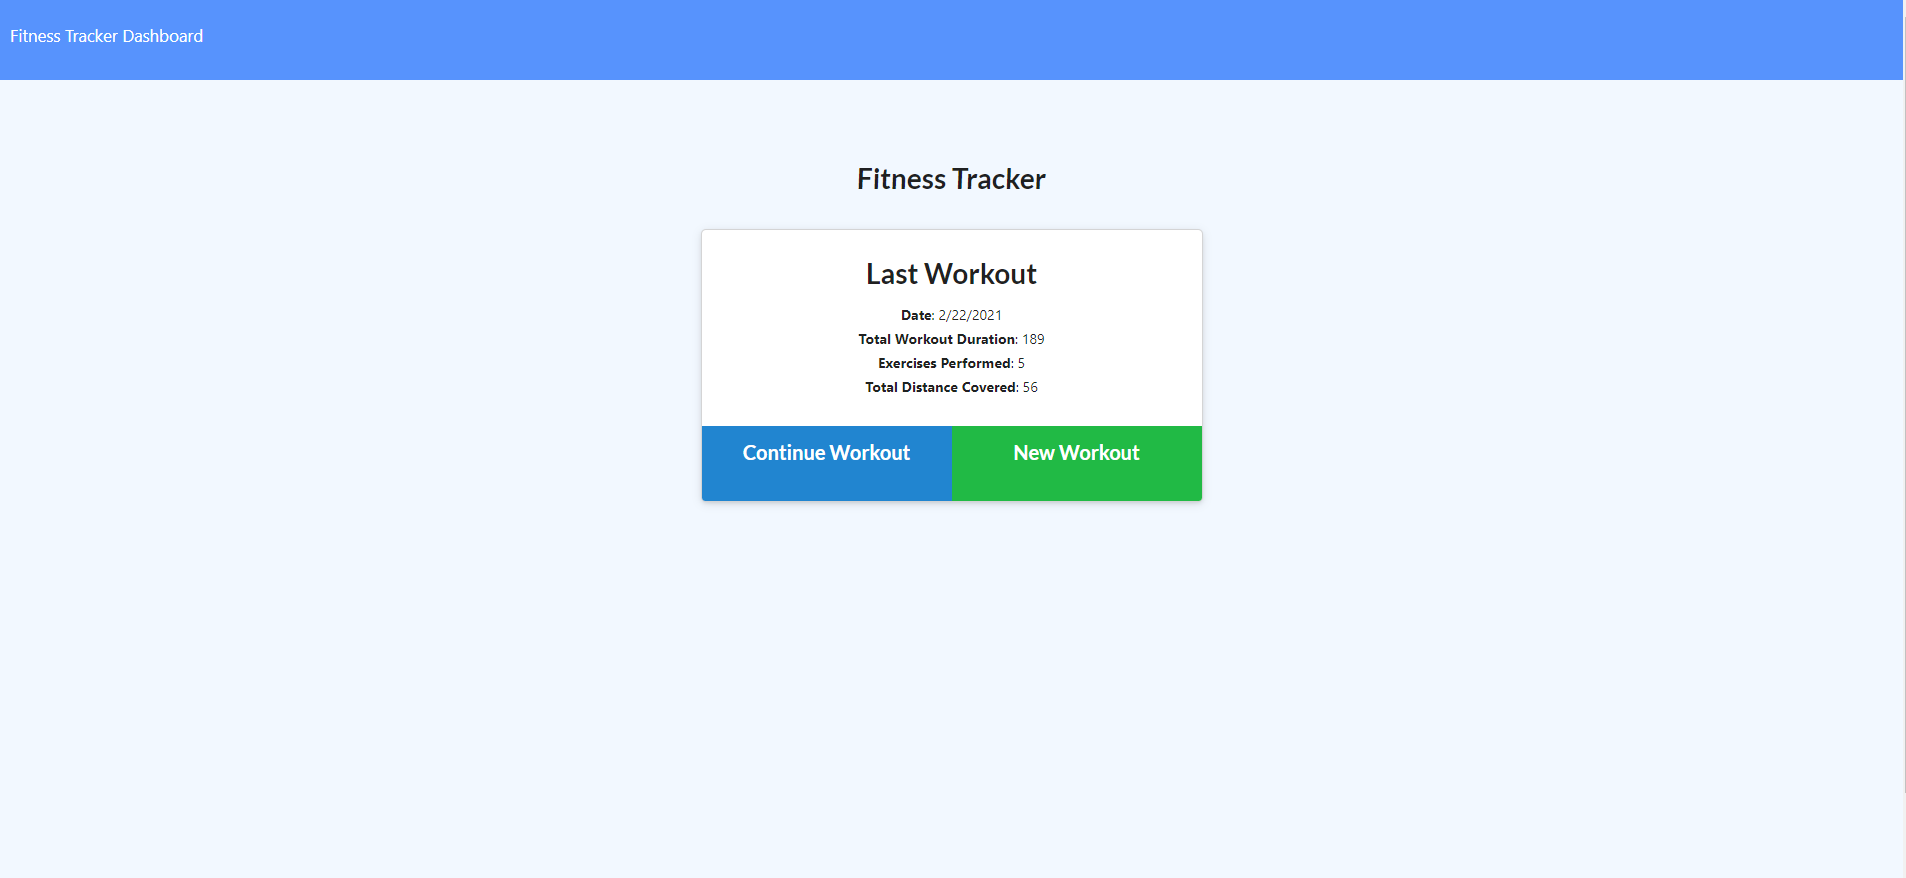 Fitness Tracker Dashboard
Fitness Tracker
Last Workout
Date: 2/22/2021
Total Workout Duration: 189
Exercises Performed: 5
Total Distance Covered: 56
Continue Workout New Workout